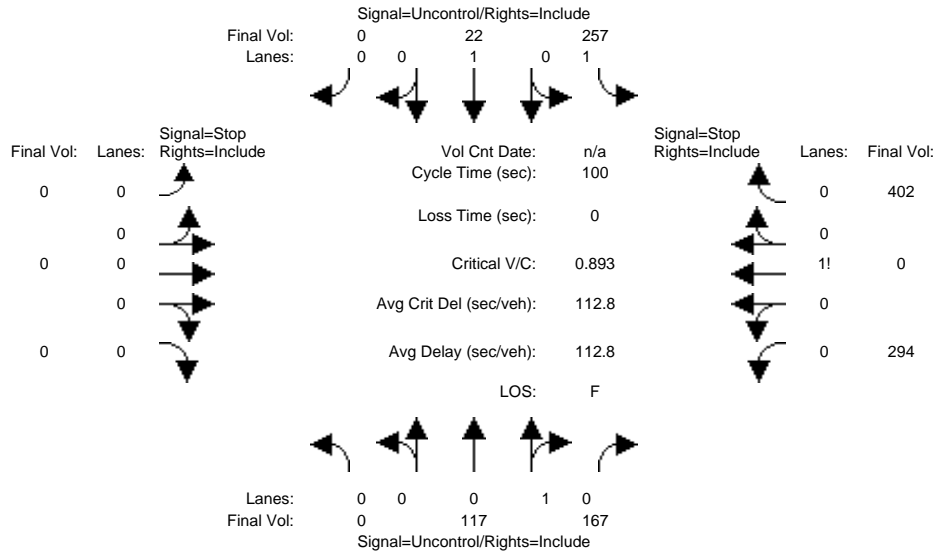 Signal=Uncontrol/Rights=Include
Final Vol: 0 22 257
Lanes: 0 0 1 0 1
Signal=Stop Signal=Stop
Final Vol: Lanes: Rights=Include Vol Cnt Date: n/a Rights=Include Lanes: Final Vol:
Cycle Time (sec): 100
0 0 0 402
Loss Time (sec): 0
0 0
0 0 Critical V/C: 0.893 1! 0
0 Avg Crit Del (sec/veh): 112.8 0
0 0 Avg Delay (sec/veh): 112.8 0 294
LOS: F
Lanes: 0 0 0 1 0
Final Vol: 0 117 167
Signal=Uncontrol/Rights=Include